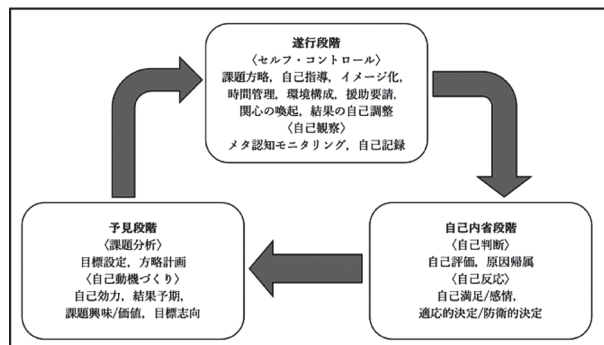 遂行段階
〈セルフ・コントロール〉
課題方略，自己指導，イメージ化，
時間管理，環境構成，援助要請，
関心の喚起，結果の自己調整
〈自己観察〉
メタ認知モニタリング，自己記録
予見段階
〈課題分析〉
目標設定，方略計画
〈自己動機づくり〉
自己効力，結果予期，
課題興味/価値，目標志向
自己内省段階
〈自己判断〉
自己評価，原因帰属
〈自己反応〉
自己満足/感情，
適応的決定/防衛的決定